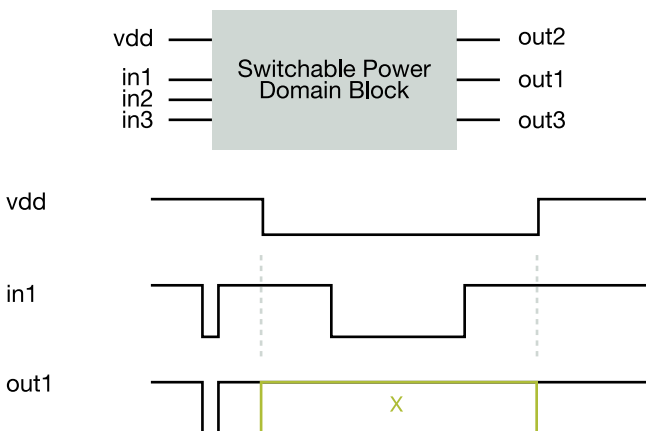 vdd
in1
in2
in3
Switchable Power
Domain Block
out2
out1
out3
vdd
in1
out1
X